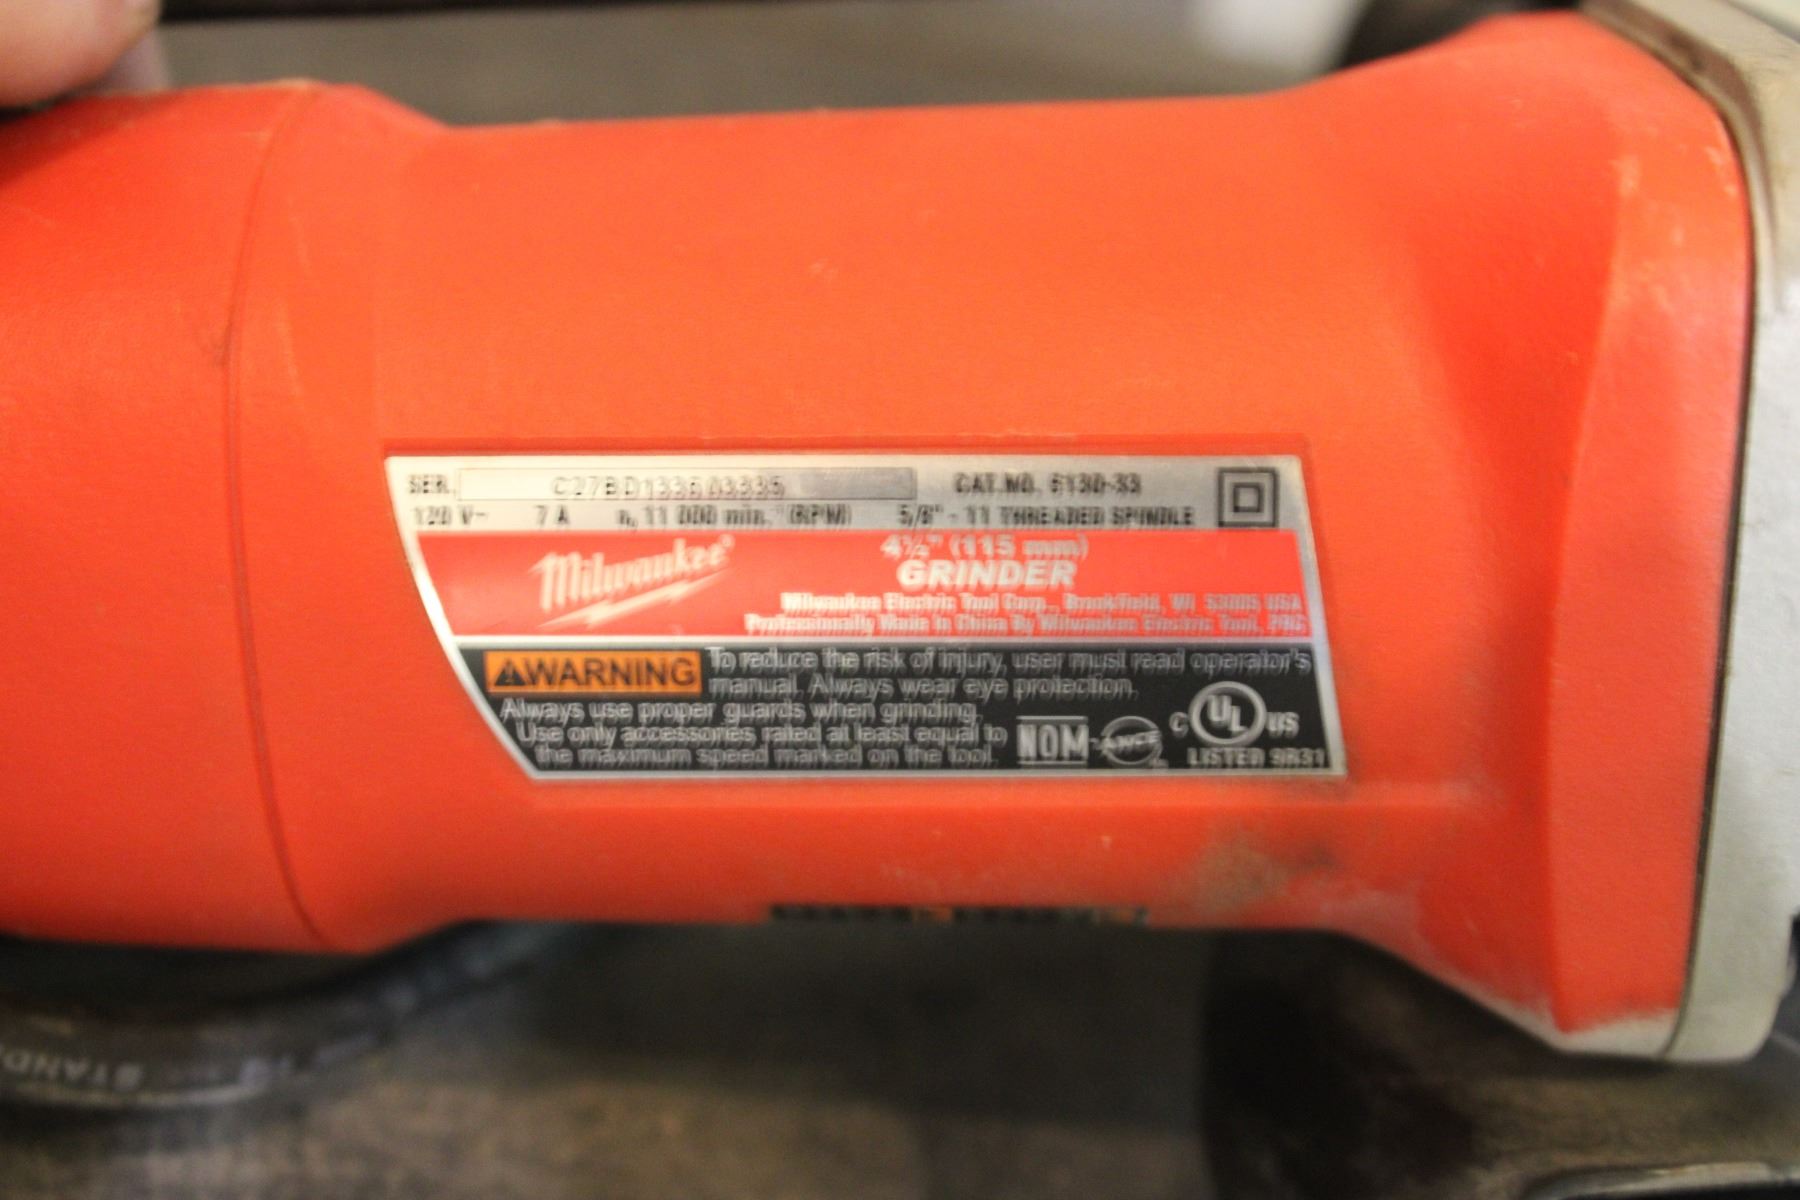 SER. C27BD133603335 CAT.NO. 6130-33
120 V~ 7 A n, 11 000 min.⁻¹ (RPM) 5/8" - 11 THREADED SPINDLE
Milwaukee®
4½" (115 mm)
GRINDER
Milwaukee Electric Tool Corp., Brookfield, WI 53005 USA
Professionally Made in China By Milwaukee Electric Tool, PRC
WARNING To reduce the risk of injury, user must read operator's
manual. Always wear eye protection.
Always use proper guards when grinding.
Use only accessories rated at least equal to
the maximum speed marked on the tool.
NOM-ANCE
C UL US
LISTED 9R31
STAND